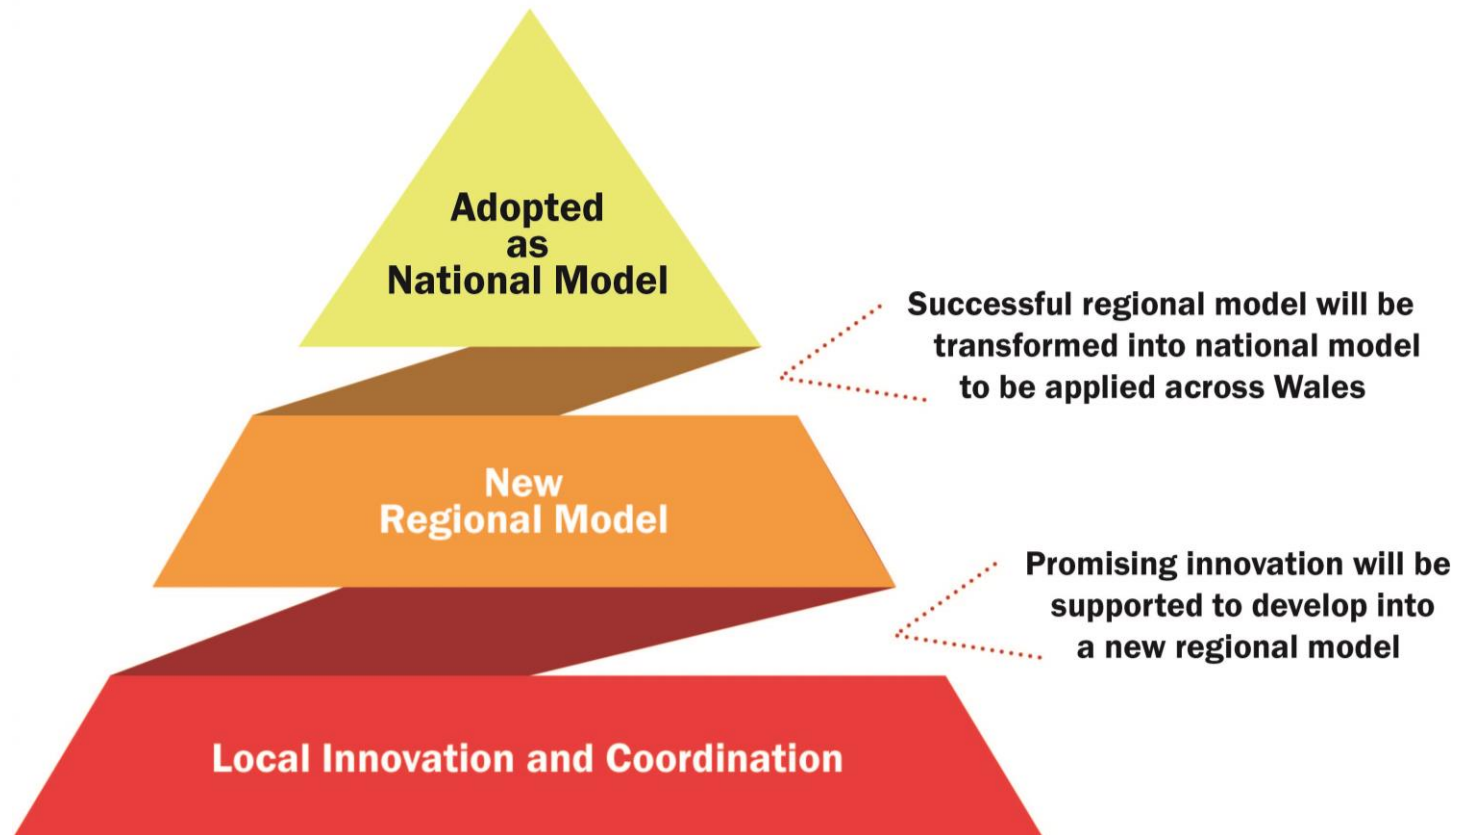 Adopted
as
National Model
Successful regional model will be
transformed into national model
to be applied across Wales
New
Regional Model
Promising innovation will be
supported to develop into
a new regional model
Local Innovation and Coordination